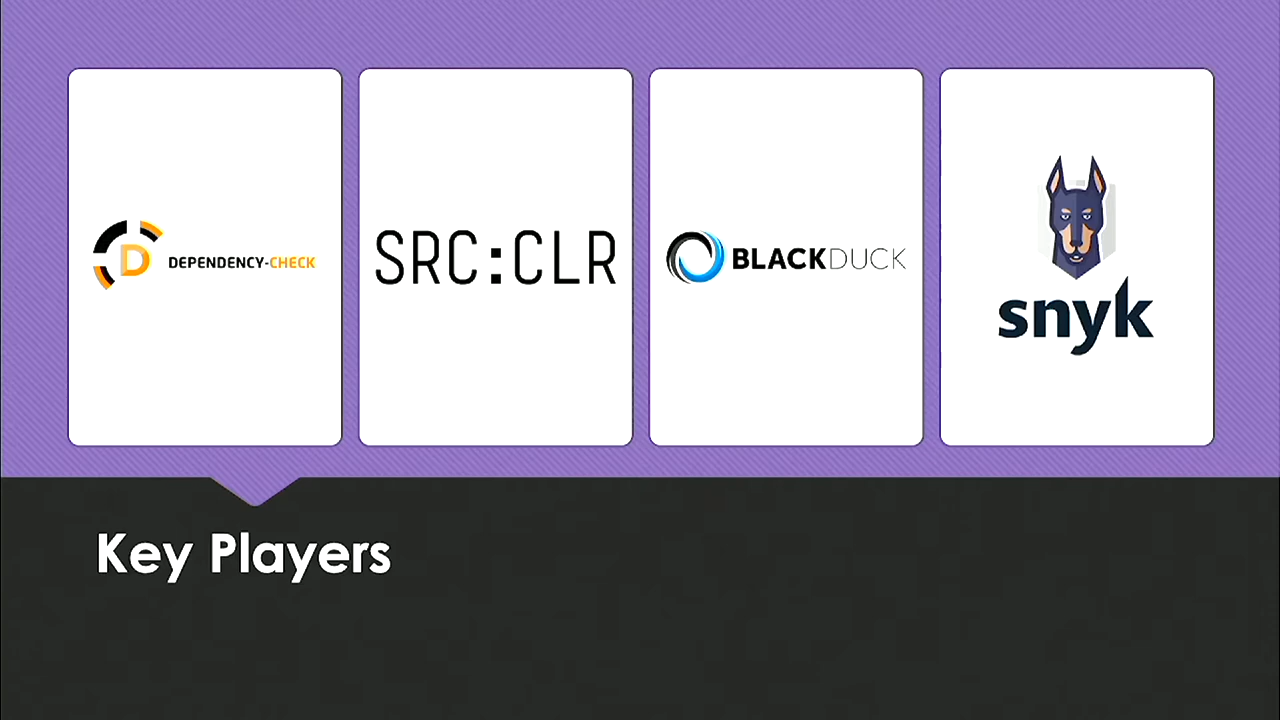 D DEPENDENCY-CHECK
SRC:CLR
BLACKDUCK
snyk
Key Players